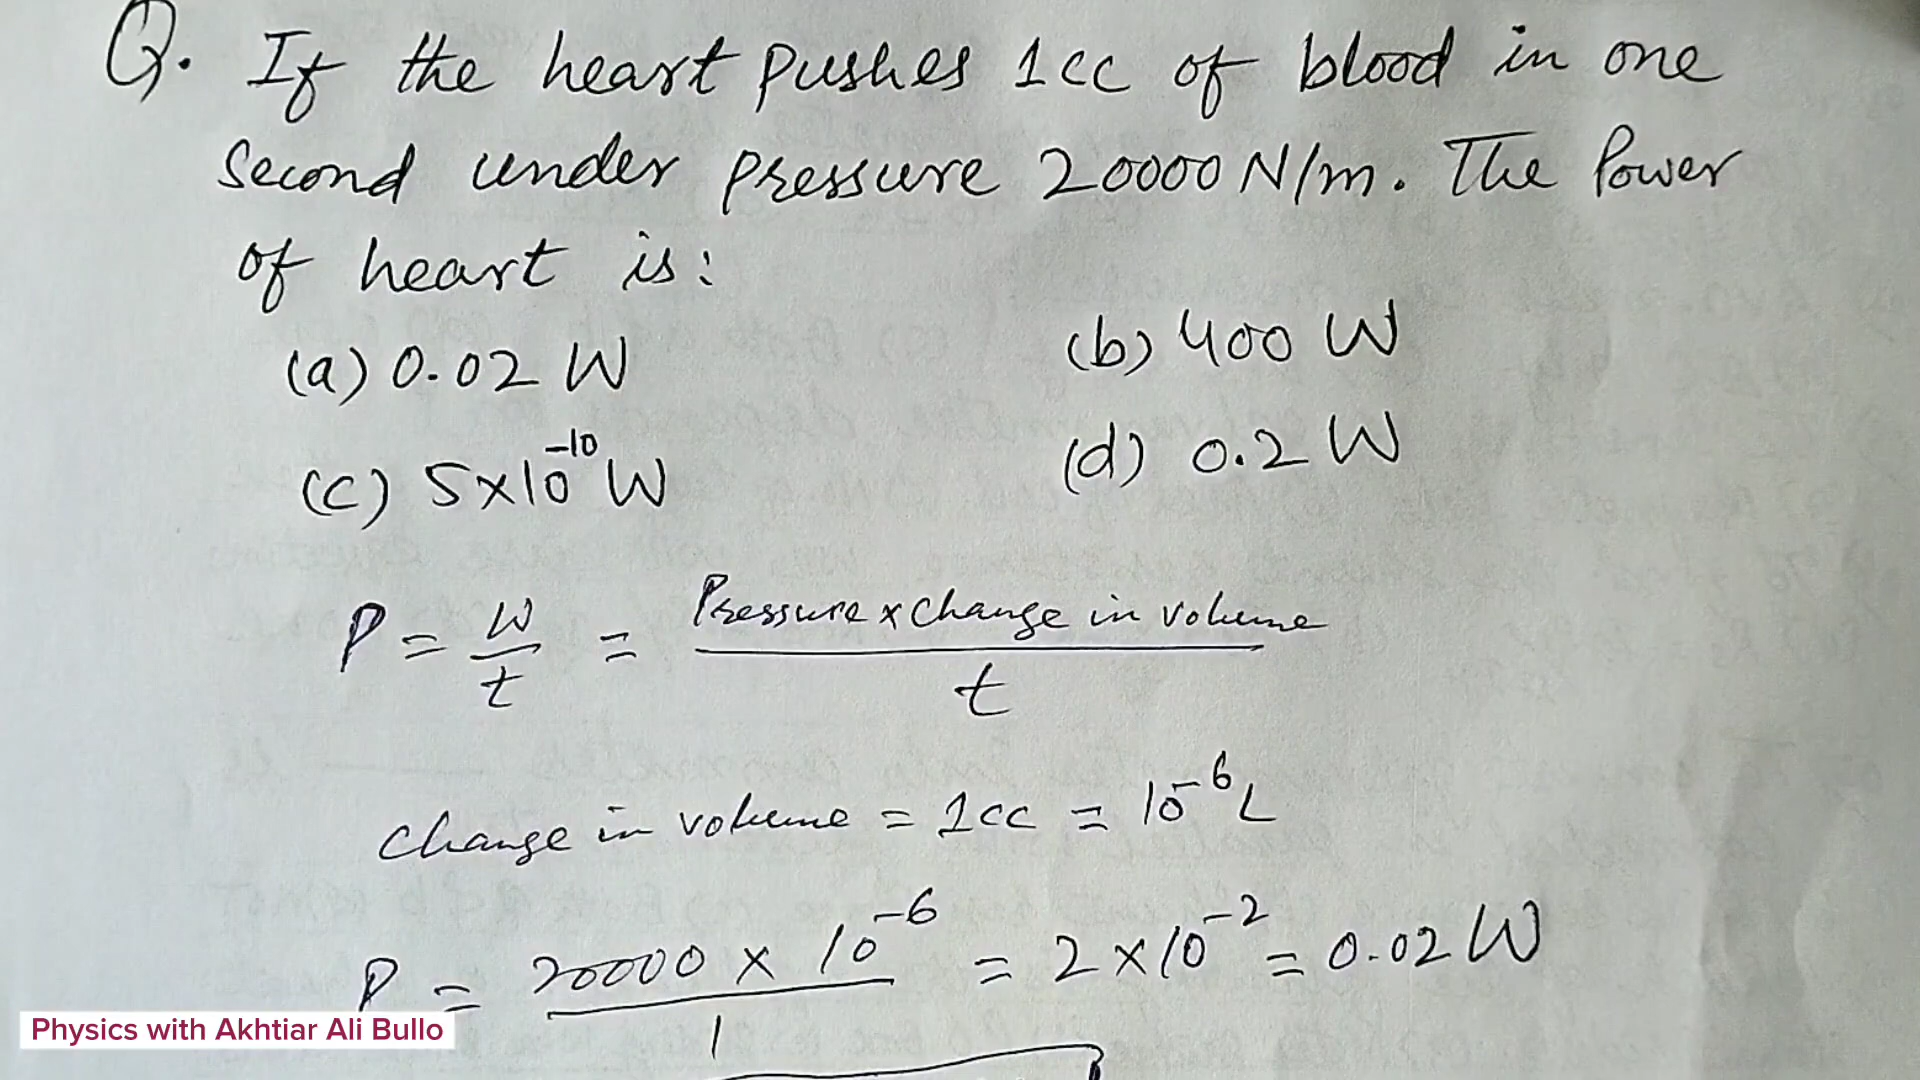 Q. If the heart pushes 1cc of blood in one
second under pressure 20000 N/m. The Power
of heart is:
(a) 0.02 W (b) 400 W
(c) 5×10⁻¹⁰ W (d) 0.2 W
P = W/t = Pressure × change in volume / t
change in volume = 1cc = 10⁻⁶ L
P = 20000 × 10⁻⁶ / 1 = 2 × 10⁻² = 0.02 W
Physics with Akhtiar Ali Bullo